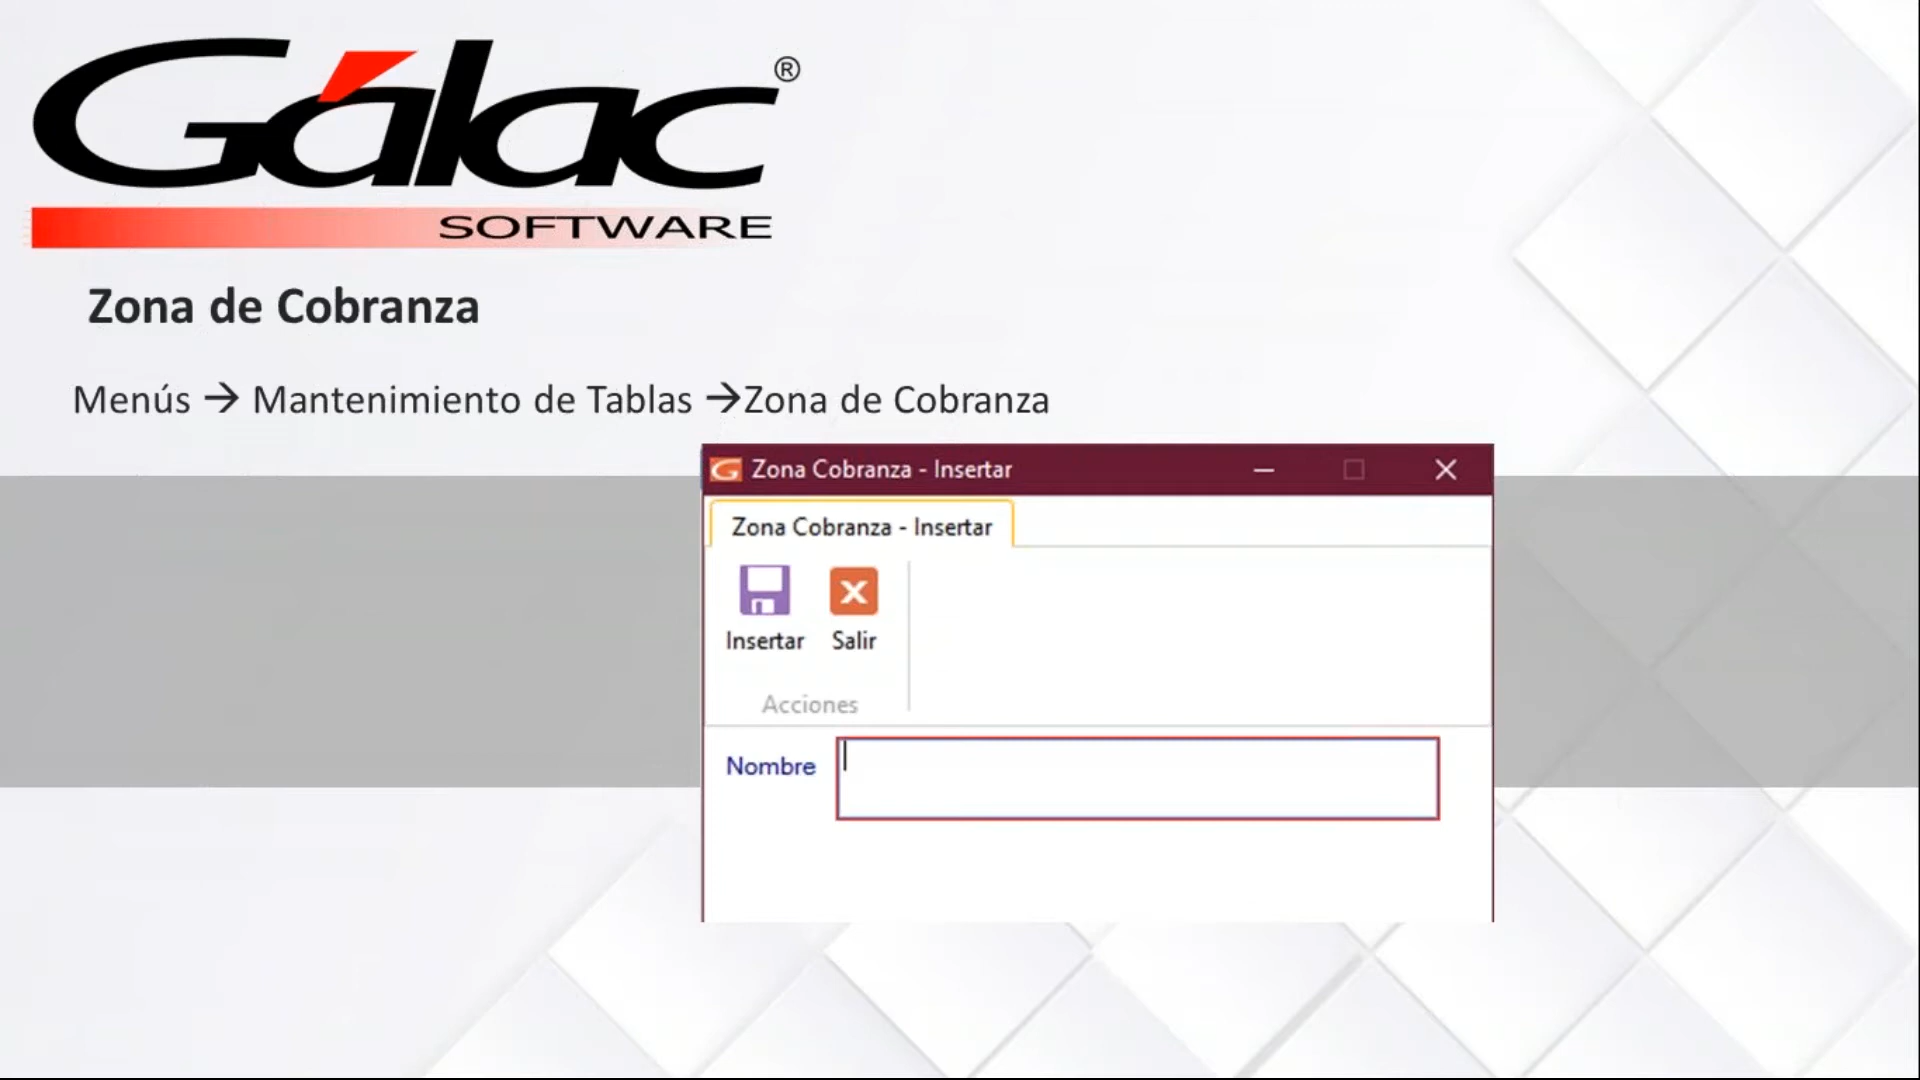 Gálac®
SOFTWARE
Zona de Cobranza
Menús → Mantenimiento de Tablas →Zona de Cobranza
Zona Cobranza - Insertar
Zona Cobranza - Insertar
Insertar Salir
Acciones
Nombre